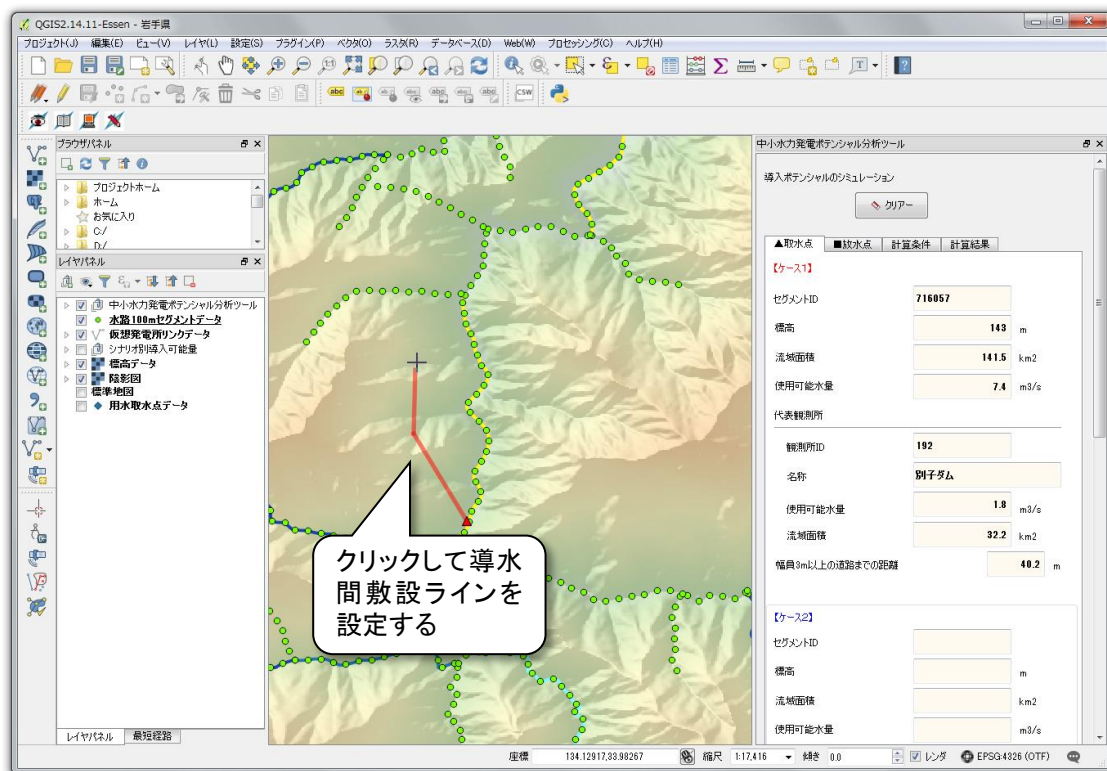 QGIS2.14.11-Essen - 岩手県
プロジェクト(J) 編集(E) ビュー(V) レイヤ(L) 設定(S) プラグイン(P) ベクタ(O) ラスタ(R) データベース(D) Web(W) プロセッシング(C) ヘルプ(H)
abc
CSW
ブラウザパネル
プロジェクトホーム
ホーム
お気に入り
C:/
D:/
レイヤパネル
中小水力発電ポテンシャル分析ツール
水路100mセグメントデータ
仮想発電所リンクデータ
シナリオ別導入可能量
標高データ
陰影図
標準地図
用水取水点データ
レイヤパネル 最短経路
クリックして導水
間敷設ラインを
設定する
中小水力発電ポテンシャル分析ツール
導入ポテンシャルのシミュレーション
クリアー
▲取水点 ■放水点 計算条件 計算結果
【ケース1】
セグメントID 716057
標高 143 m
流域面積 141.5 km2
使用可能水量 7.4 m3/s
代表観測所
観測所ID 192
名称 別子ダム
使用可能水量 1.8 m3/s
流域面積 32.2 km2
幅員3m以上の道路までの距離 40.2 m
【ケース2】
セグメントID
標高 m
流域面積 km2
使用可能水量 m3/s
座標 134.12917,33.98267 縮尺 1:17,416 傾き 0.0 レンダ EPSG:4326 (OTF)